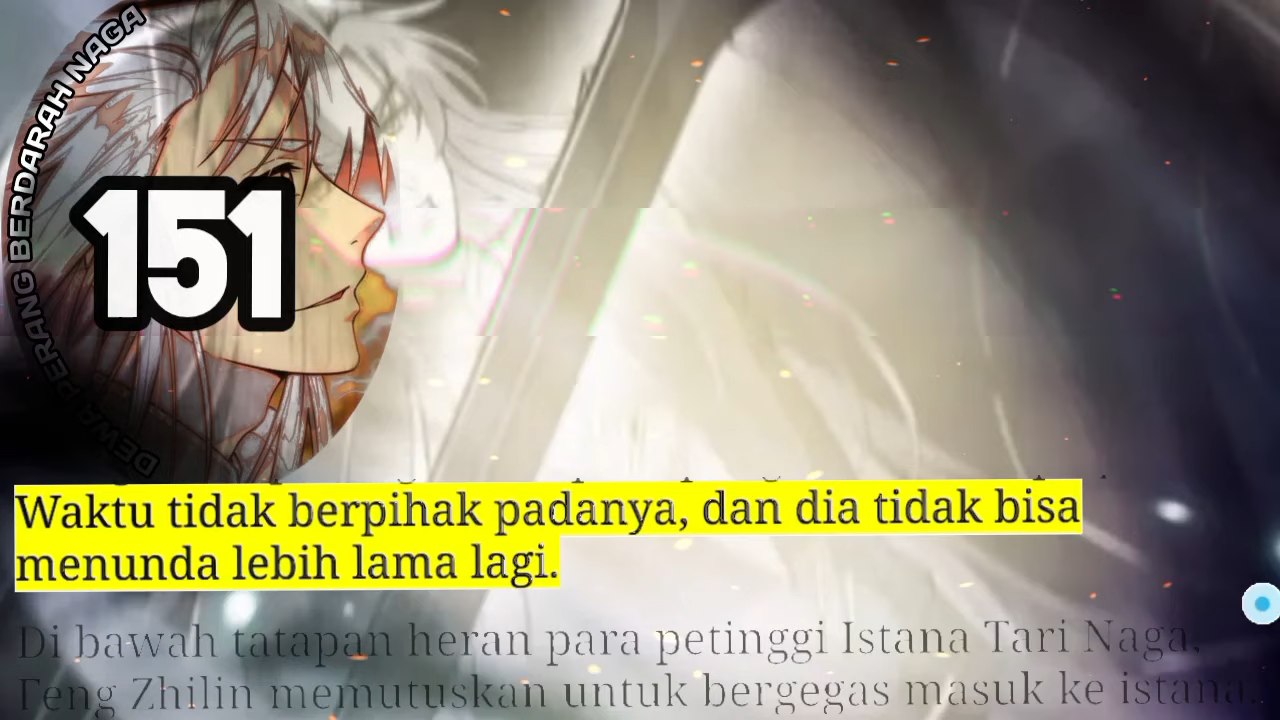 DEWA PERANG BERDARAH NAGA
151
Waktu tidak berpihak padanya, dan dia tidak bisa
menunda lebih lama lagi.
Di bawah tatapan heran para petinggi Istana Tari Naga,
Feng Zhilin memutuskan untuk bergegas masuk ke istana.